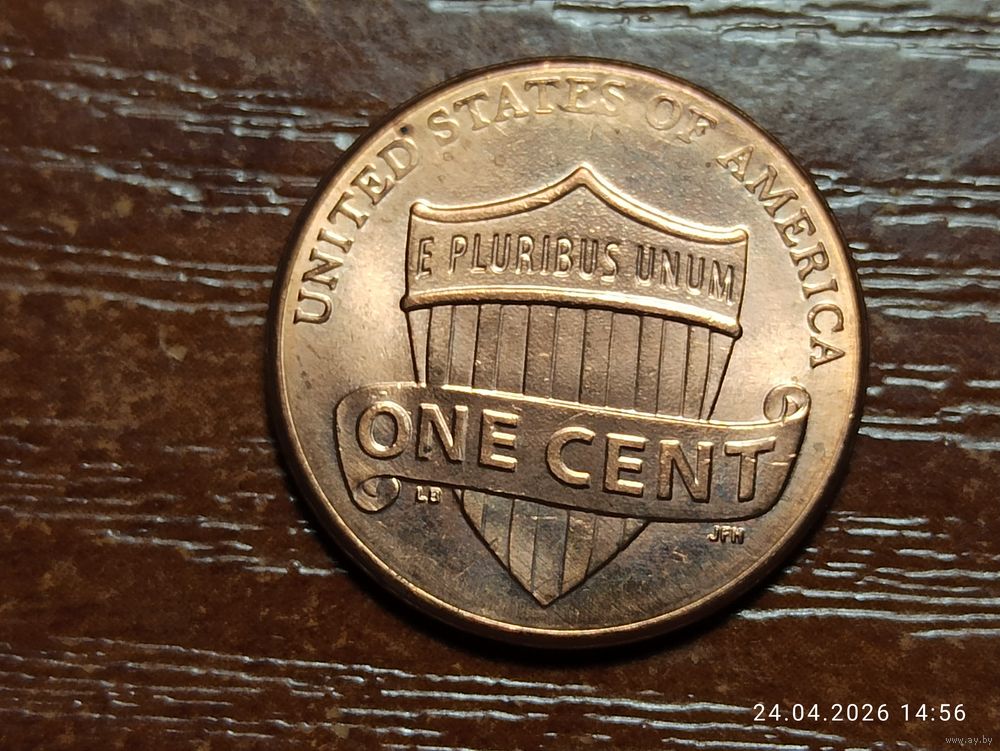 UNITED STATES OF AMERICA
E PLURIBUS UNUM
ONE CENT
LB
JFM
24.04.2026 14:56
www.ay.by